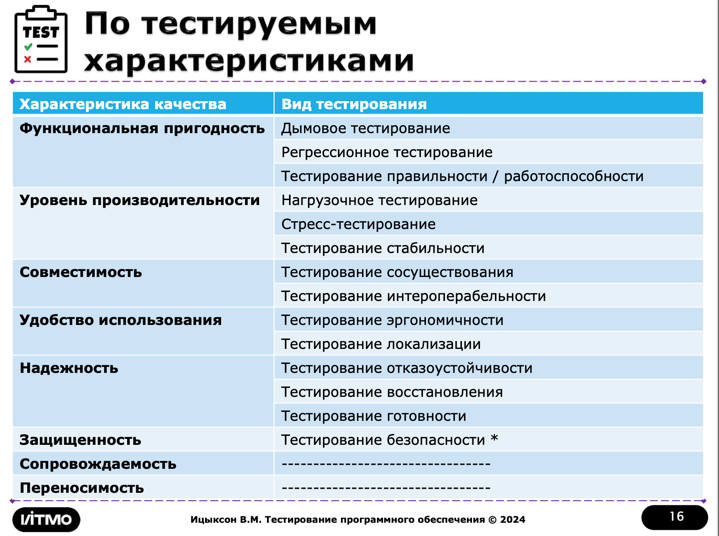 TEST
По тестируемым
характеристиками
Характеристика качества Вид тестирования
Функциональная пригодность Дымовое тестирование
Регрессионное тестирование
Тестирование правильности / работоспособности
Уровень производительности Нагрузочное тестирование
Стресс-тестирование
Тестирование стабильности
Совместимость Тестирование сосуществования
Тестирование интероперабельности
Удобство использования Тестирование эргономичности
Тестирование локализации
Надежность Тестирование отказоустойчивости
Тестирование восстановления
Тестирование готовности
Защищенность Тестирование безопасности *
Сопровождаемость ---------------------------------
Переносимость ---------------------------------
ИТМО Ицыксон В.М. Тестирование программного обеспечения © 2024 16